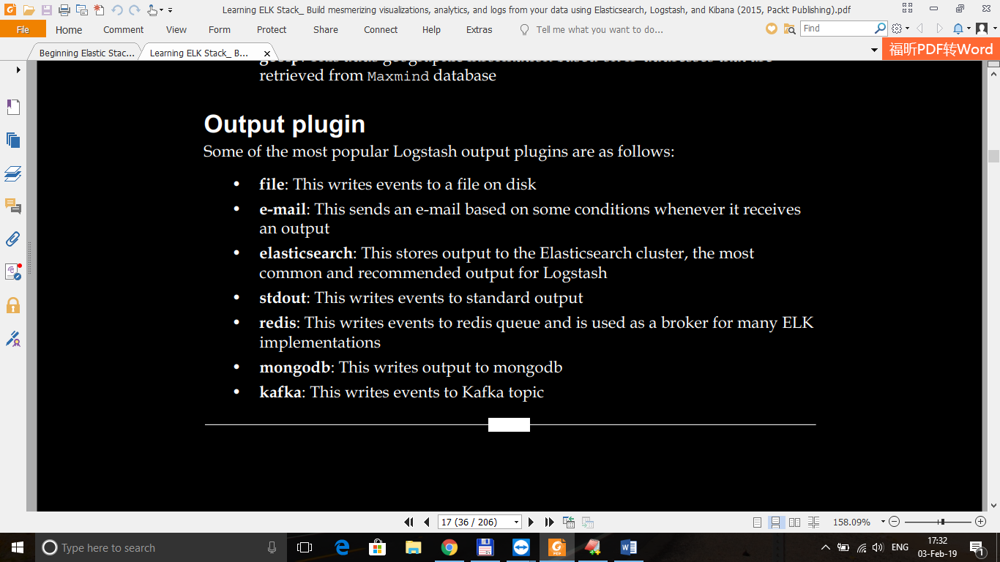 Learning ELK Stack_ Build mesmerizing visualizations, analytics, and logs from your data using Elasticsearch, Logstash, and Kibana (2015, Packt Publishing).pdf
File Home Comment View Form Protect Share Connect Help Extras Tell me what you want to do... Find
Beginning Elastic Stac... Learning ELK Stack_ B... 福昕PDF转Word
retrieved from Maxmind database
Output plugin
Some of the most popular Logstash output plugins are as follows:
• file: This writes events to a file on disk
• e-mail: This sends an e-mail based on some conditions whenever it receives
an output
• elasticsearch: This stores output to the Elasticsearch cluster, the most
common and recommended output for Logstash
• stdout: This writes events to standard output
• redis: This writes events to redis queue and is used as a broker for many ELK
implementations
• mongodb: This writes output to mongodb
• kafka: This writes events to Kafka topic
17 (36 / 206) 158.09%
Type here to search ENG 17:32
03-Feb-19 1